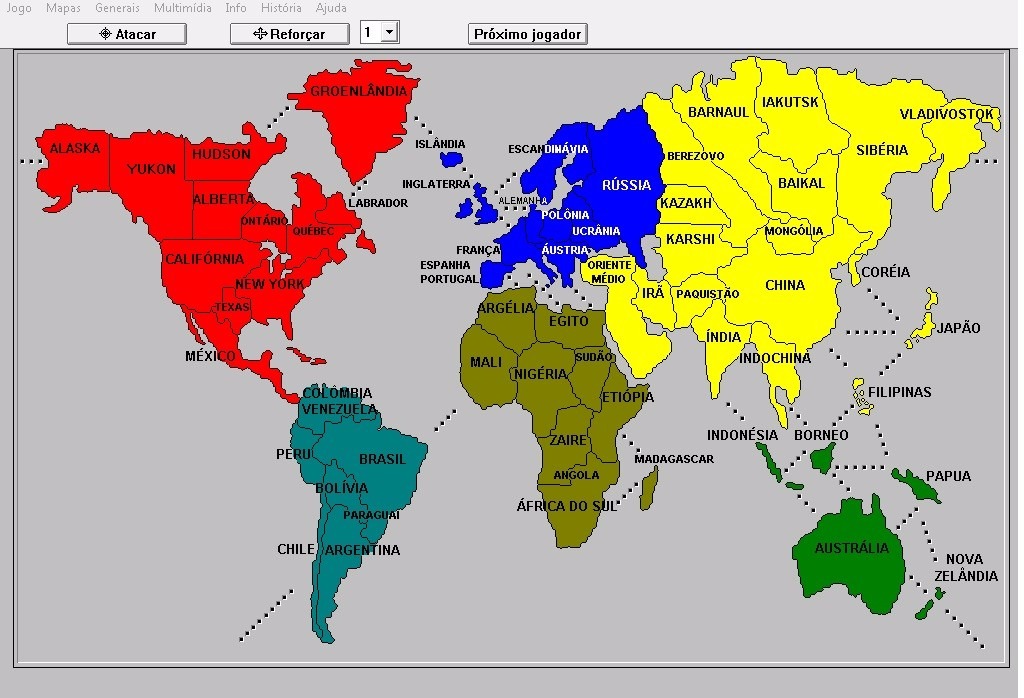 Jogo Mapas Generais Multimídia Info História Ajuda
Atacar Reforçar 1 Próximo jogador
GROENLÂNDIA
ALASKA
YUKON
HUDSON
ALBERTA
ONTÁRIO
QUÉBEC
LABRADOR
CALIFÓRNIA
NEW YORK
TEXAS
MÉXICO
COLÔMBIA
VENEZUELA
PERU
BRASIL
BOLÍVIA
PARAGUAI
CHILE
ARGENTINA
ISLÂNDIA
ESCANDINÁVIA
INGLATERRA
ALEMANHA
RÚSSIA
POLÔNIA
UCRÂNIA
FRANÇA
ÁUSTRIA
ESPANHA
PORTUGAL
ARGÉLIA
EGITO
MALI
NIGÉRIA
SUDÃO
ETIÓPIA
ZAIRE
ANGOLA
MADAGASCAR
ÁFRICA DO SUL
BARNAUL
IAKUTSK
VLADIVOSTOK
BEREZOVO
SIBÉRIA
BAIKAL
KAZAKH
KARSHI
MONGÓLIA
ORIENTE
MÉDIO
IRÃ
PAQUISTÃO
CHINA
CORÉIA
ÍNDIA
INDOCHINA
JAPÃO
FILIPINAS
INDONÉSIA
BORNEO
PAPUA
AUSTRÁLIA
NOVA
ZELÂNDIA